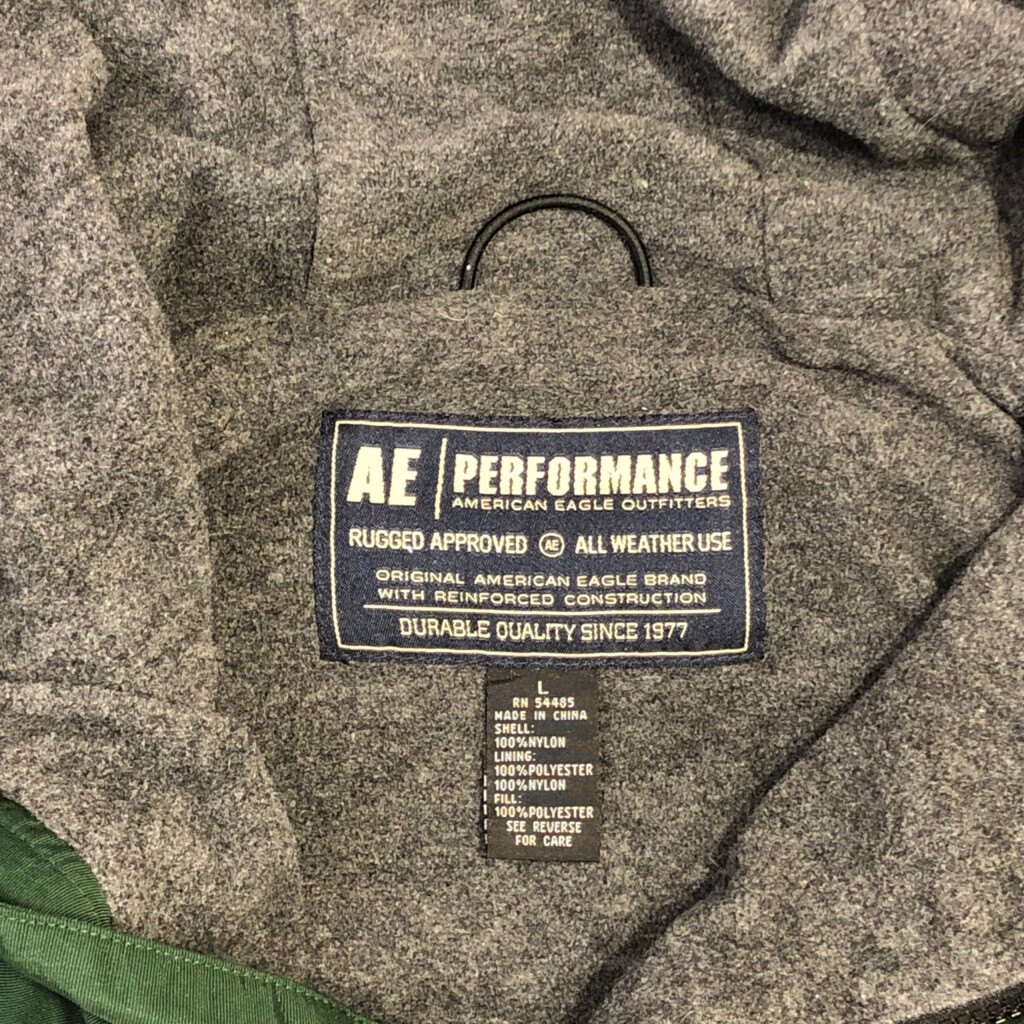 AE PERFORMANCE
AMERICAN EAGLE OUTFITTERS
RUGGED APPROVED AE ALL WEATHER USE
ORIGINAL AMERICAN EAGLE BRAND
WITH REINFORCED CONSTRUCTION
DURABLE QUALITY SINCE 1977
L
RN 54485
MADE IN CHINA
SHELL:
100%NYLON
LINING:
100%POLYESTER
100%NYLON
FILL:
100%POLYESTER
SEE REVERSE
FOR CARE